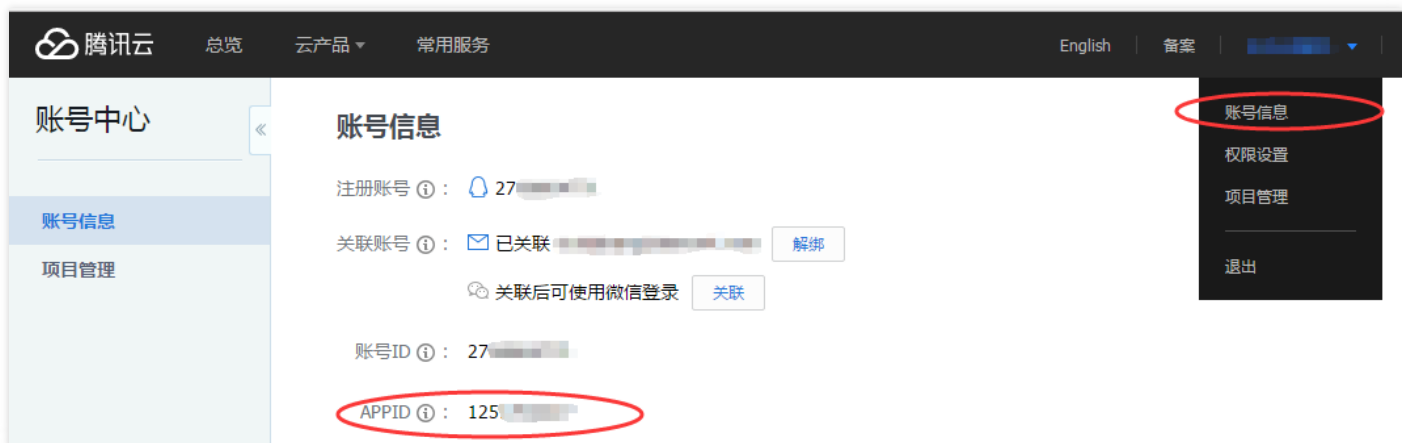 腾讯云 总览 云产品 常用服务 English 备案
账号信息
权限设置
项目管理
退出
账号中心
账号信息
项目管理
账号信息
注册账号 : 27
关联账号 : 已关联 解绑
关联后可使用微信登录 关联
账号ID : 27
APPID : 125